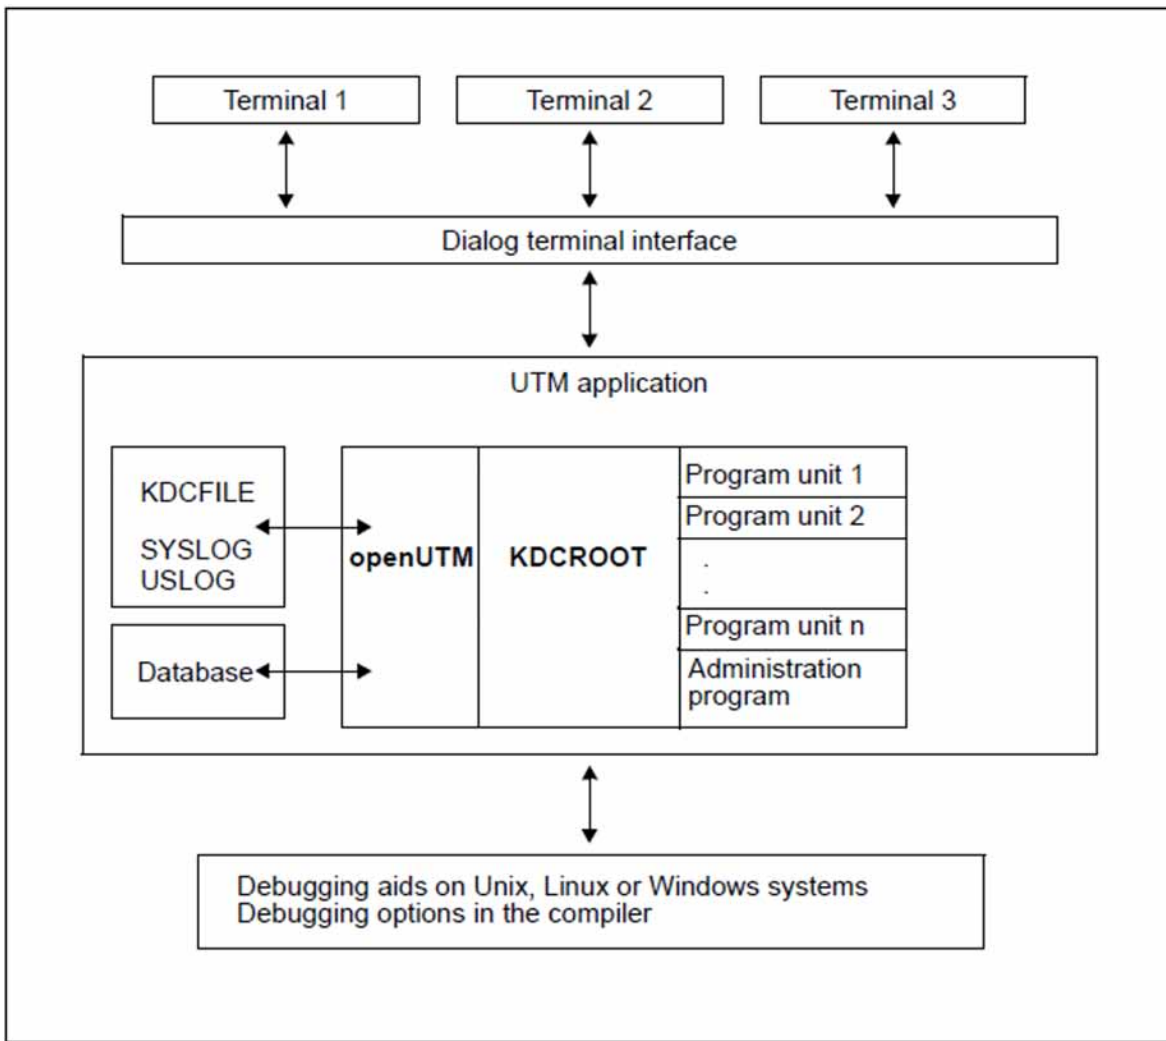 Terminal 1
Terminal 2
Terminal 3
Dialog terminal interface
UTM application
KDCFILE
SYSLOG
USLOG
Database
openUTM
KDCROOT
Program unit 1
Program unit 2
.
.
Program unit n
Administration
program
Debugging aids on Unix, Linux or Windows systems
Debugging options in the compiler